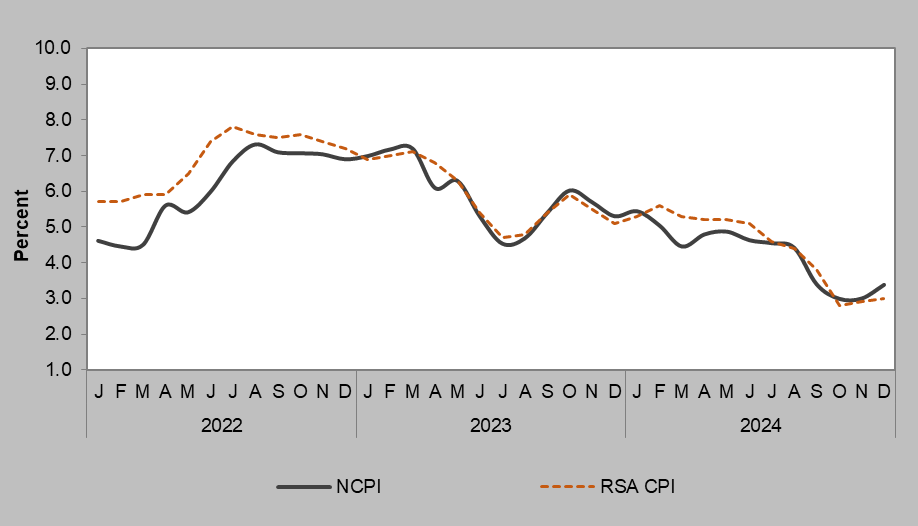 10.0
9.0
8.0
7.0
6.0
5.0
4.0
3.0
2.0
1.0
Percent
J F M A M J J A S O N D J F M A M J J A S O N D J F M A M J J A S O N D
2022 2023 2024
NCPI RSA CPI